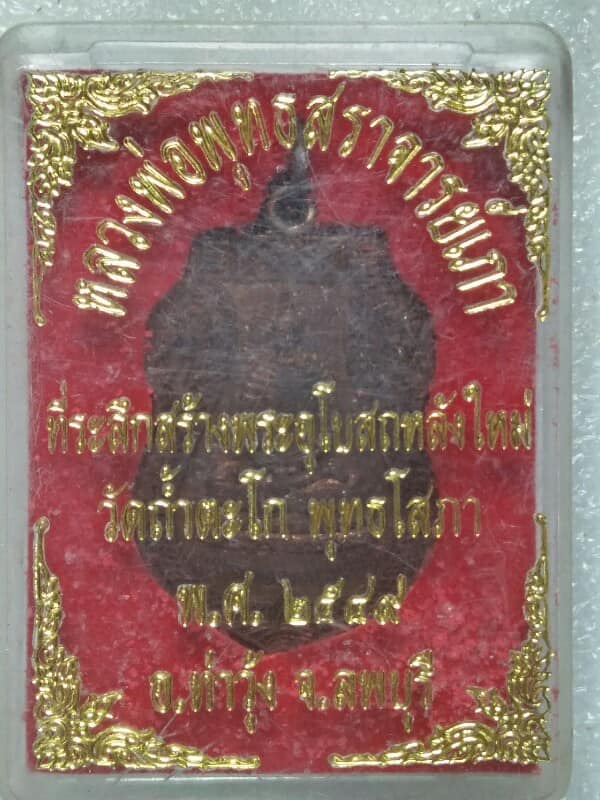 หลวงพ่อพุทธสราจารย์เภา
ที่ระลึกสร้างพระอุโบสถหลังใหม่
วัดถ้ำตะโก พุทธโสภา
พ.ศ. ๒๕๔๙
อ.ท่าวุ้ง จ.ลพบุรี